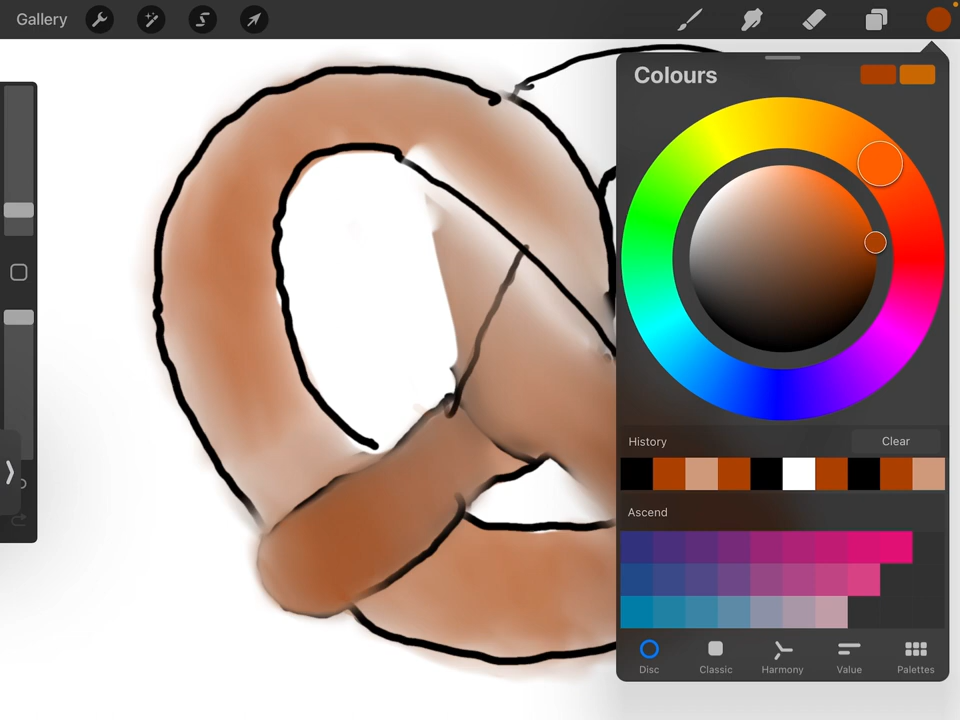 Gallery
Colours
History
Clear
Ascend
Disc
Classic
Harmony
Value
Palettes